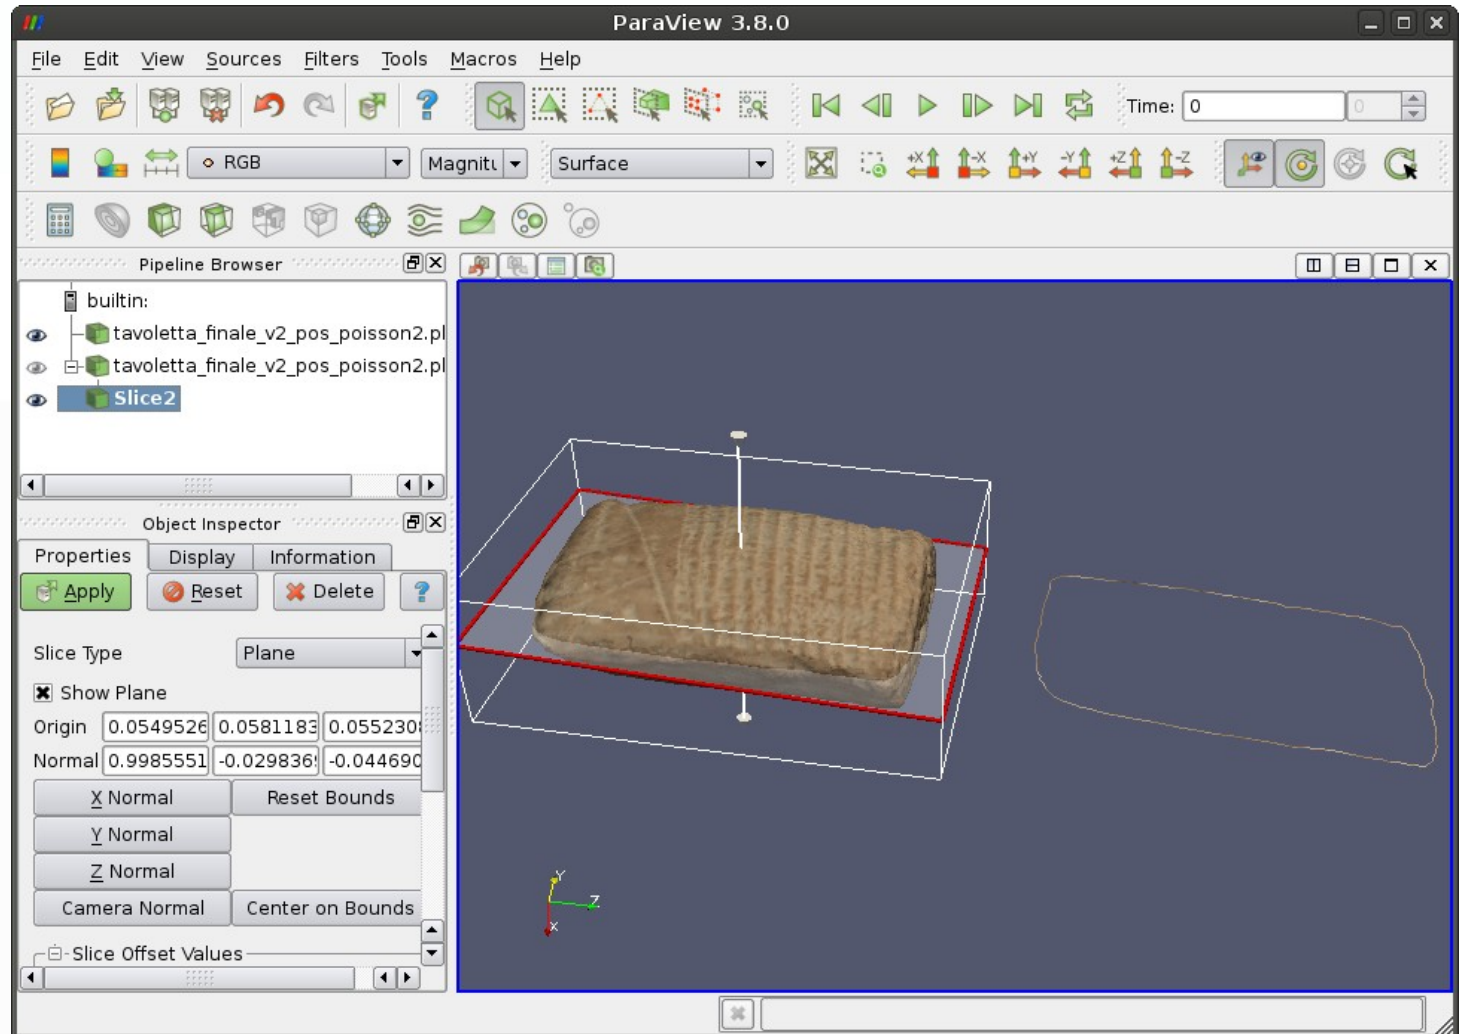 ParaView 3.8.0
File Edit View Sources Filters Tools Macros Help
Time: 0 0
RGB Magnitu Surface +X -X +Y -Y +Z -Z
Pipeline Browser
builtin:
tavoletta_finale_v2_pos_poisson2.pl
tavoletta_finale_v2_pos_poisson2.pl
Slice2
Object Inspector
Properties Display Information
Apply Reset Delete ?
Slice Type Plane
Show Plane
Origin 0.0549526 0.0581183 0.055230
Normal 0.9985551 -0.029836 -0.044690
X Normal Reset Bounds
Y Normal
Z Normal
Camera Normal Center on Bounds
Slice Offset Values
Y
Z
X